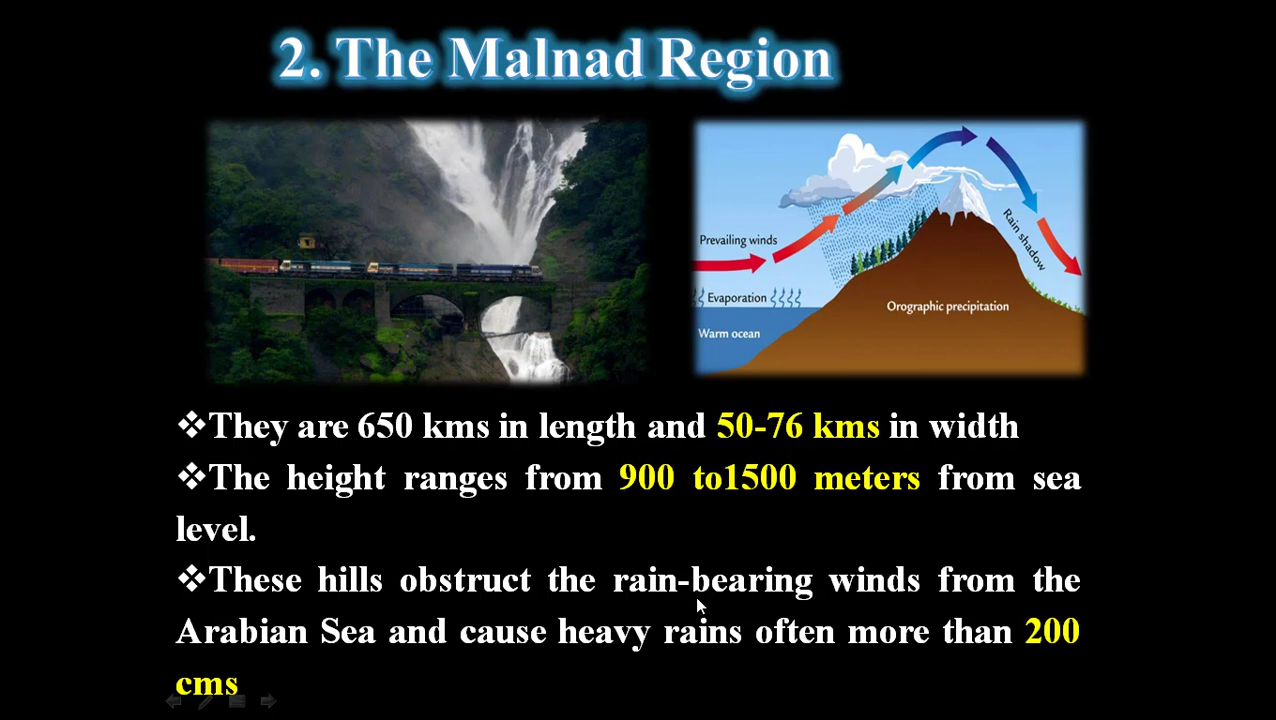 2. The Malnad Region
Prevailing winds
Evaporation
Warm ocean
Rain shadow
Orographic precipitation
❖They are 650 kms in length and 50-76 kms in width
❖The height ranges from 900 to1500 meters from sea
level.
❖These hills obstruct the rain-bearing winds from the
Arabian Sea and cause heavy rains often more than 200
cms